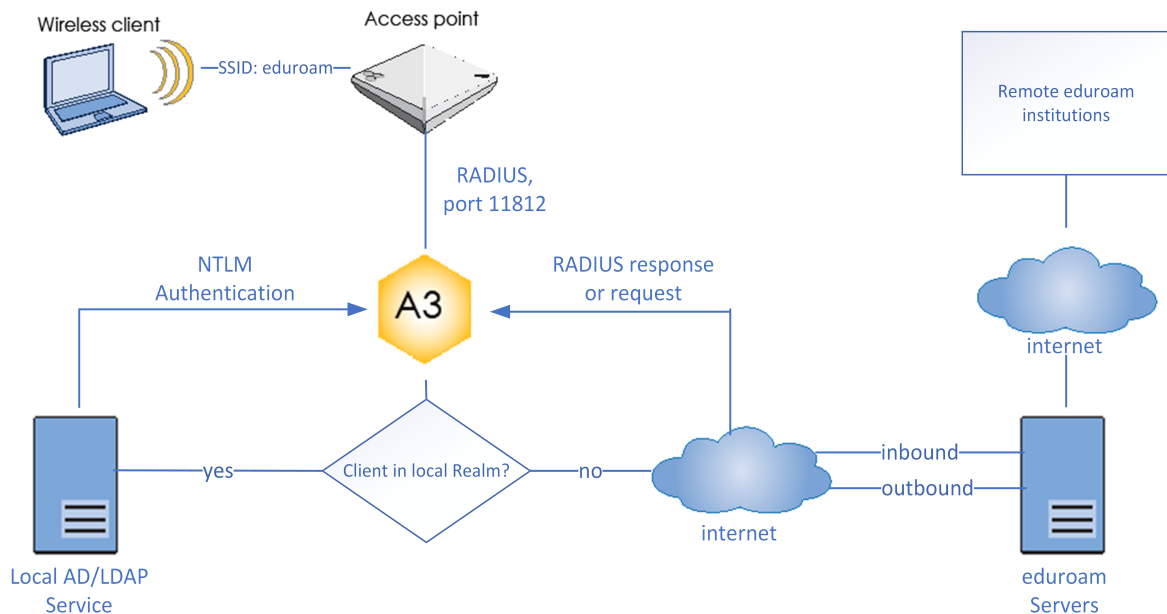 Wireless client
Access point
SSID: eduroam
Remote eduroam
institutions
RADIUS,
port 11812
NTLM
Authentication
RADIUS response
or request
A3
internet
Client in local Realm?
yes
no
inbound
outbound
internet
Local AD/LDAP
Service
eduroam
Servers